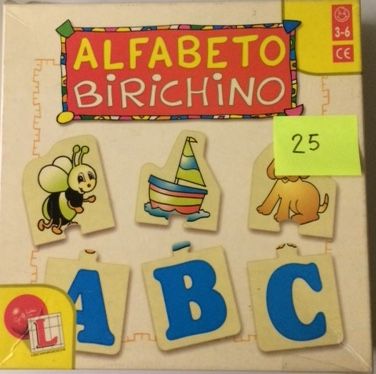 ALFABETO
BIRICHINO
3-6
CE
25
A B C
L